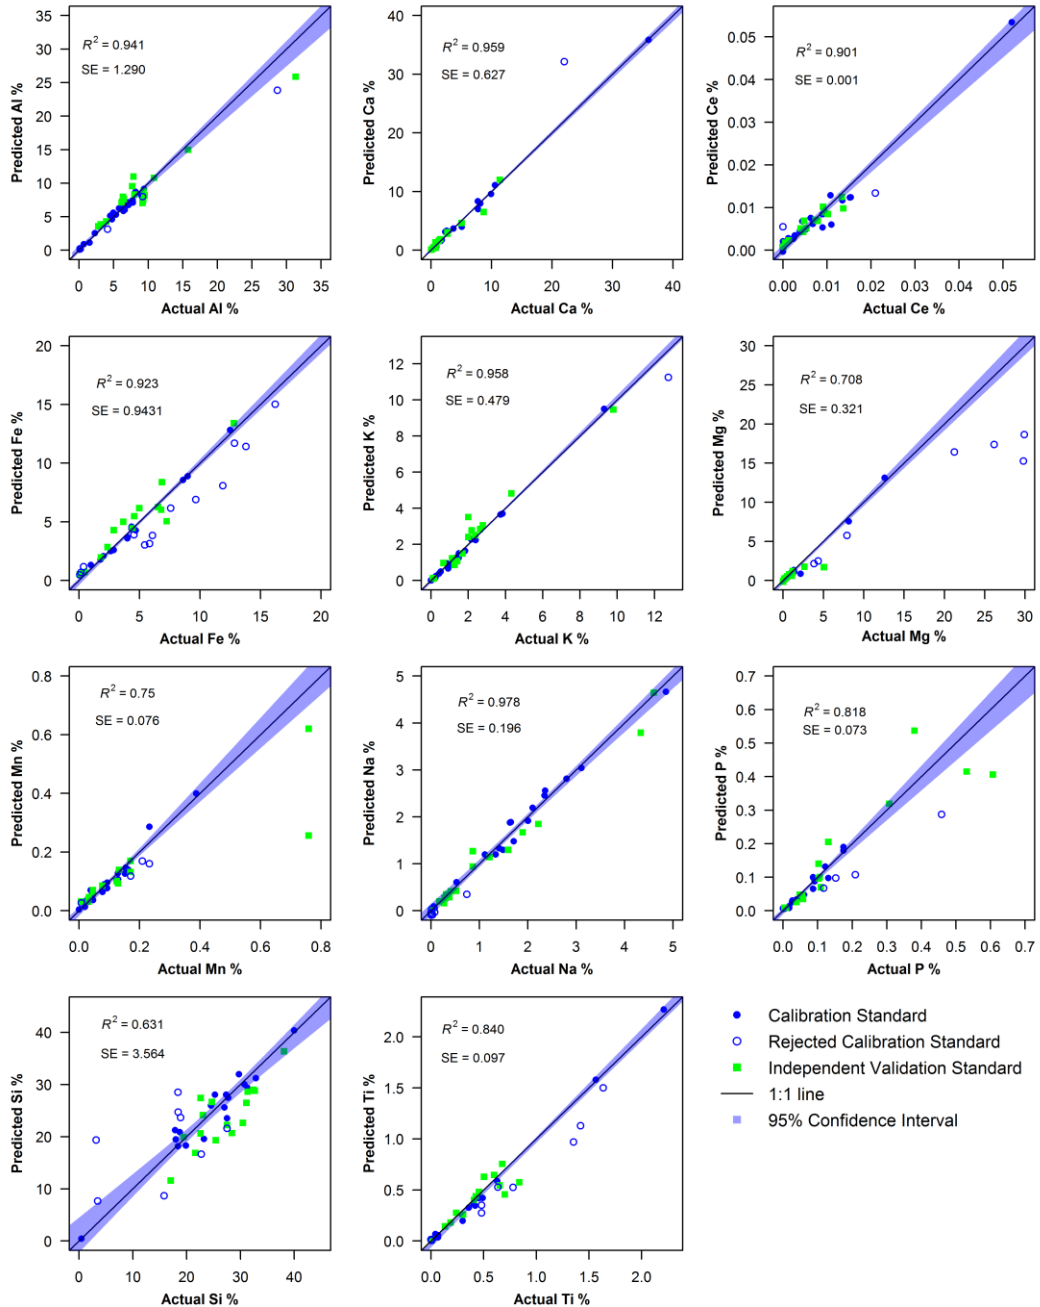 35
30
25
20
15
10
5
0
Predicted Al %
R² = 0.941
SE = 1.290
0 5 10 15 20 25 30 35
Actual Al %
40
30
20
10
0
Predicted Ca %
R² = 0.959
SE = 0.627
0 10 20 30 40
Actual Ca %
0.05
0.04
0.03
0.02
0.01
0.00
Predicted Ce %
R² = 0.901
SE = 0.001
0.00 0.01 0.02 0.03 0.04 0.05
Actual Ce %
20
15
10
5
0
Predicted Fe %
R² = 0.923
SE = 0.9431
0 5 10 15 20
Actual Fe %
12
10
8
6
4
2
0
Predicted K %
R² = 0.958
SE = 0.479
0 2 4 6 8 10 12
Actual K %
30
25
20
15
10
5
0
Predicted Mg %
R² = 0.708
SE = 0.321
0 5 10 15 20 25 30
Actual Mg %
0.8
0.6
0.4
0.2
0.0
Predicted Mn %
R² = 0.75
SE = 0.076
0.0 0.2 0.4 0.6 0.8
Actual Mn %
5
4
3
2
1
0
Predicted Na %
R² = 0.978
SE = 0.196
0 1 2 3 4 5
Actual Na %
0.7
0.6
0.5
0.4
0.3
0.2
0.1
0.0
Predicted P %
R² = 0.818
SE = 0.073
0.0 0.1 0.2 0.3 0.4 0.5 0.6 0.7
Actual P %
40
30
20
10
0
Predicted Si %
R² = 0.631
SE = 3.564
0 10 20 30 40
Actual Si %
2.0
1.5
1.0
0.5
0.0
Predicted Ti %
R² = 0.840
SE = 0.097
0.0 0.5 1.0 1.5 2.0
Actual Ti %
Calibration Standard
Rejected Calibration Standard
Independent Validation Standard
1:1 line
95% Confidence Interval